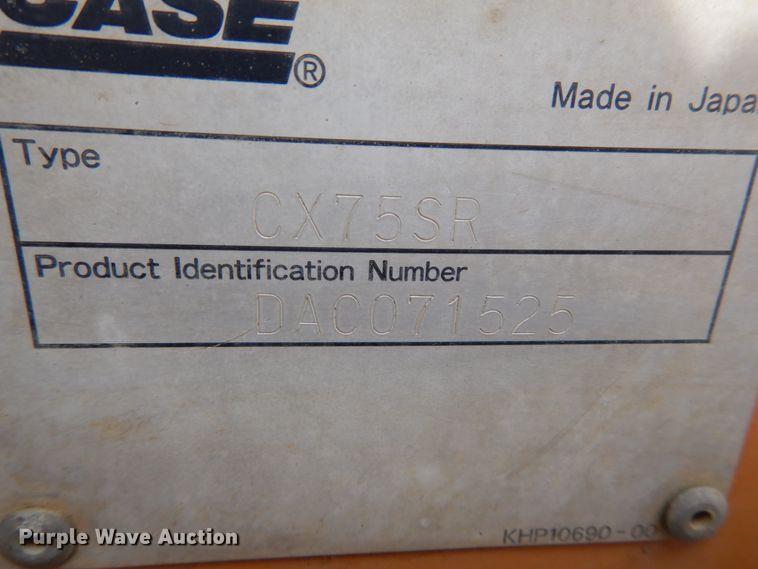 CASE
®
Made in Japa
Type
CX75SR
Product Identification Number
DAC071525
KHP10690-00
Purple Wave Auction